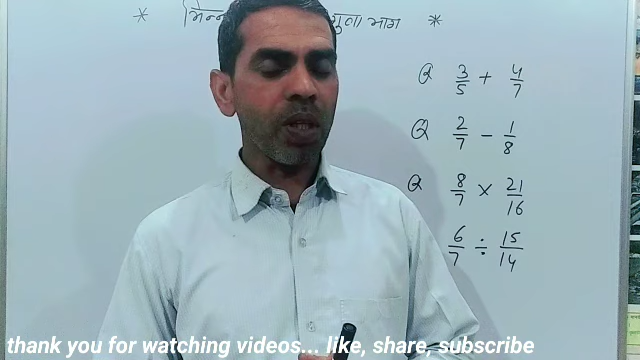 * भिन्न गुणा भाग *
Q 3/5 + 4/7
Q 2/7 - 1/8
Q 8/7 × 21/16
6/7 ÷ 15/14
thank you for watching videos... like, share, subscribe